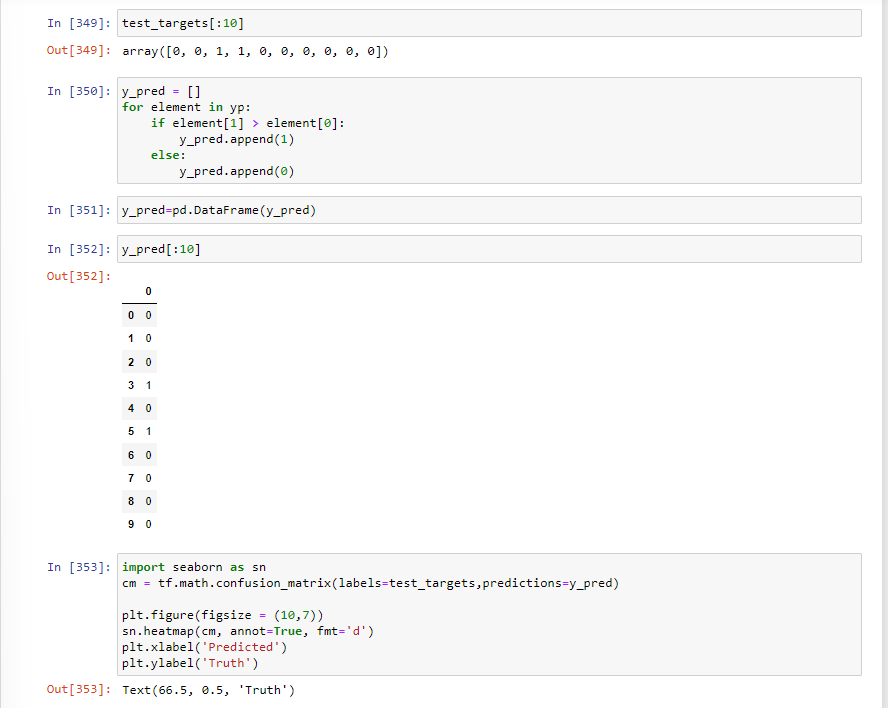 In [349]: test_targets[:10]
Out[349]: array([0, 0, 1, 1, 0, 0, 0, 0, 0, 0])
In [350]: y_pred = []
for element in yp:
    if element[1] > element[0]:
        y_pred.append(1)
    else:
        y_pred.append(0)
In [351]: y_pred=pd.DataFrame(y_pred)
In [352]: y_pred[:10]
Out[352]:
0
0 0
1 0
2 0
3 1
4 0
5 1
6 0
7 0
8 0
9 0
In [353]: import seaborn as sn
cm = tf.math.confusion_matrix(labels=test_targets,predictions=y_pred)
plt.figure(figsize = (10,7))
sn.heatmap(cm, annot=True, fmt='d')
plt.xlabel('Predicted')
plt.ylabel('Truth')
Out[353]: Text(66.5, 0.5, 'Truth')